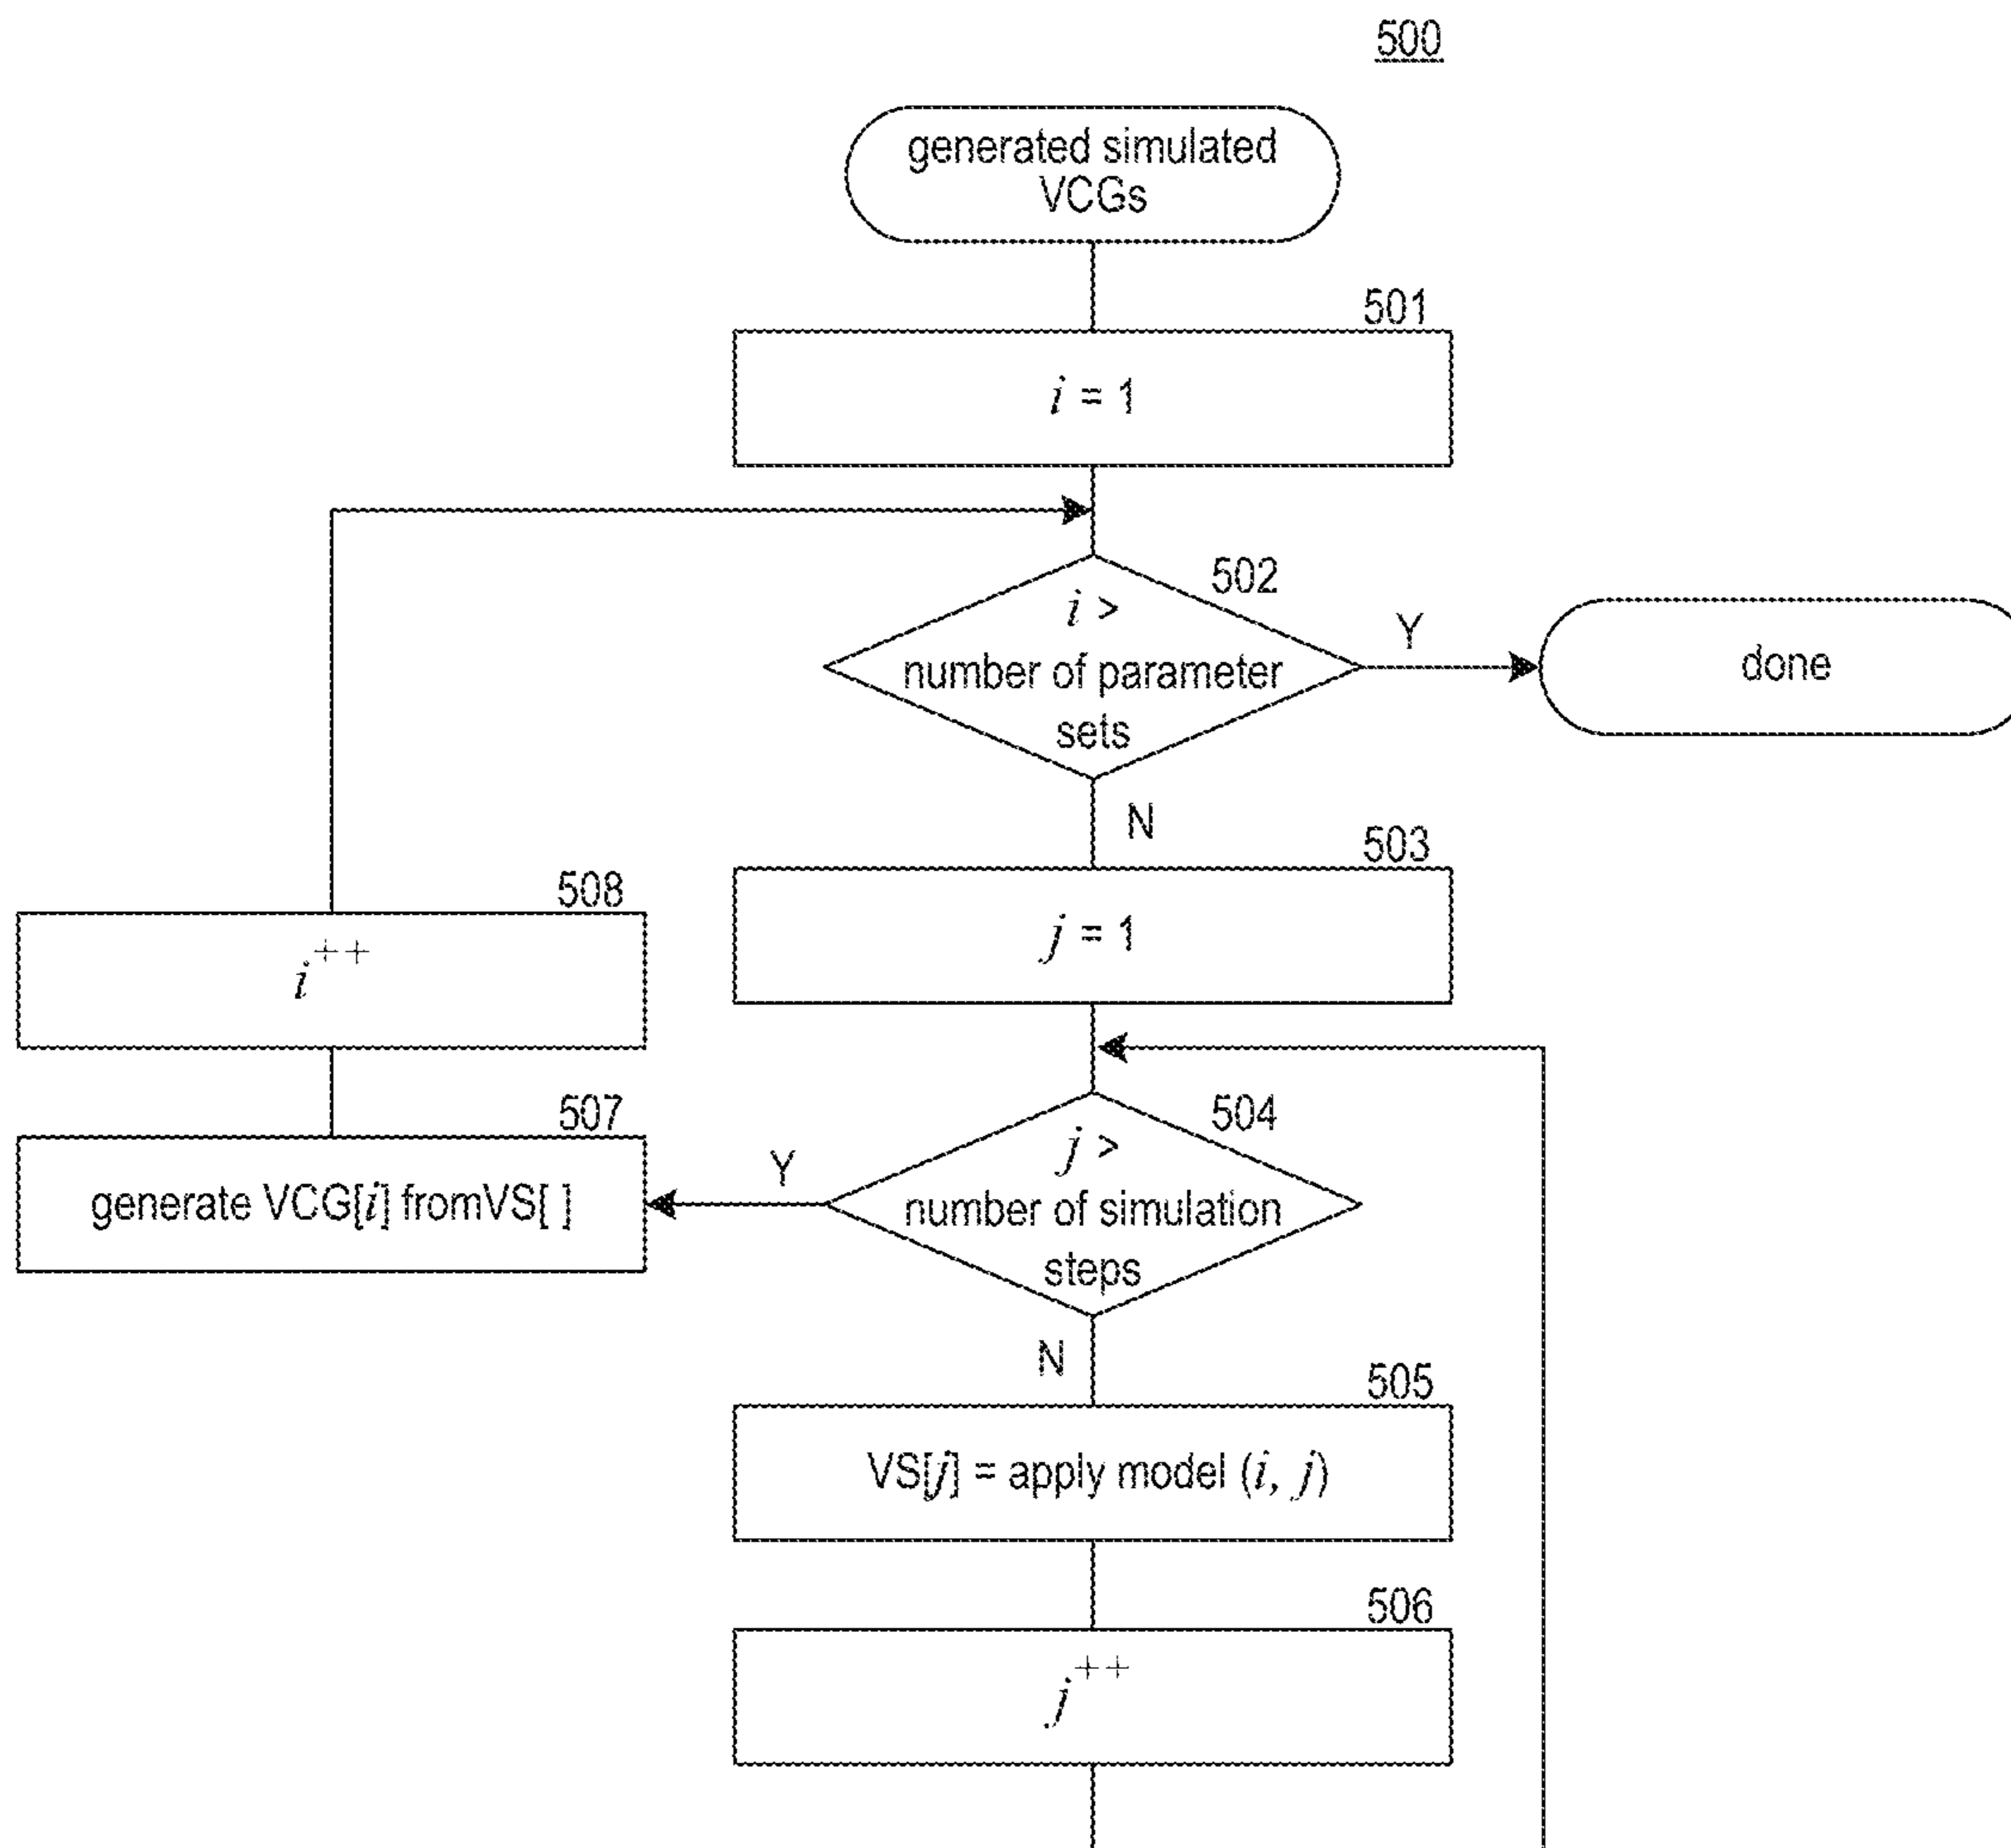 500
generated simulated
VCGs
501
i = 1
502
i >
number of parameter
sets
Y
done
N
503
j = 1
508
i++
507
generate VCG[i] fromVS[ ]
Y
504
j >
number of simulation
steps
N
505
VS[j] = apply model (i, j)
506
j++